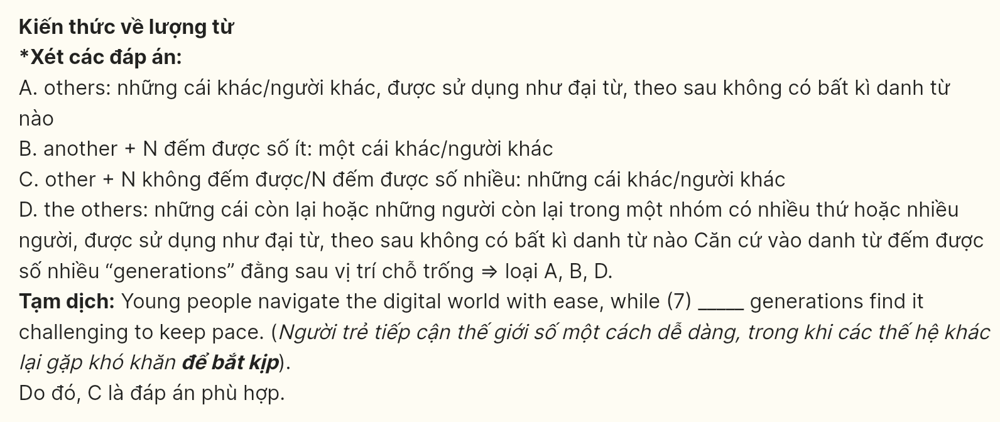 Kiến thức về lượng từ
*Xét các đáp án:
A. others: những cái khác/người khác, được sử dụng như đại từ, theo sau không có bất kì danh từ
nào
B. another + N đếm được số ít: một cái khác/người khác
C. other + N không đếm được/N đếm được số nhiều: những cái khác/người khác
D. the others: những cái còn lại hoặc những người còn lại trong một nhóm có nhiều thứ hoặc nhiều
người, được sử dụng như đại từ, theo sau không có bất kì danh từ nào Căn cứ vào danh từ đếm được
số nhiều “generations” đằng sau vị trí chỗ trống ⇒ loại A, B, D.
Tạm dịch: Young people navigate the digital world with ease, while (7) _____ generations find it
challenging to keep pace. (Người trẻ tiếp cận thế giới số một cách dễ dàng, trong khi các thế hệ khác
lại gặp khó khăn để bắt kịp).
Do đó, C là đáp án phù hợp.